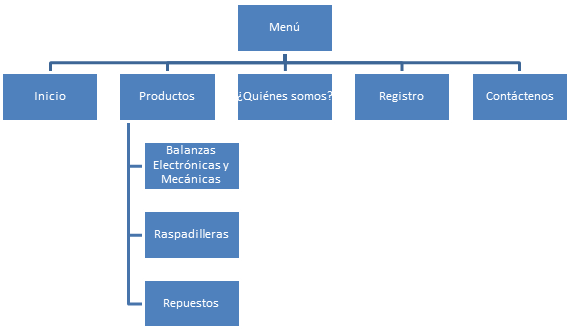 Menú
Inicio
Productos
¿Quiénes somos?
Registro
Contáctenos
Balanzas
Electrónicas y
Mecánicas
Raspadilleras
Repuestos